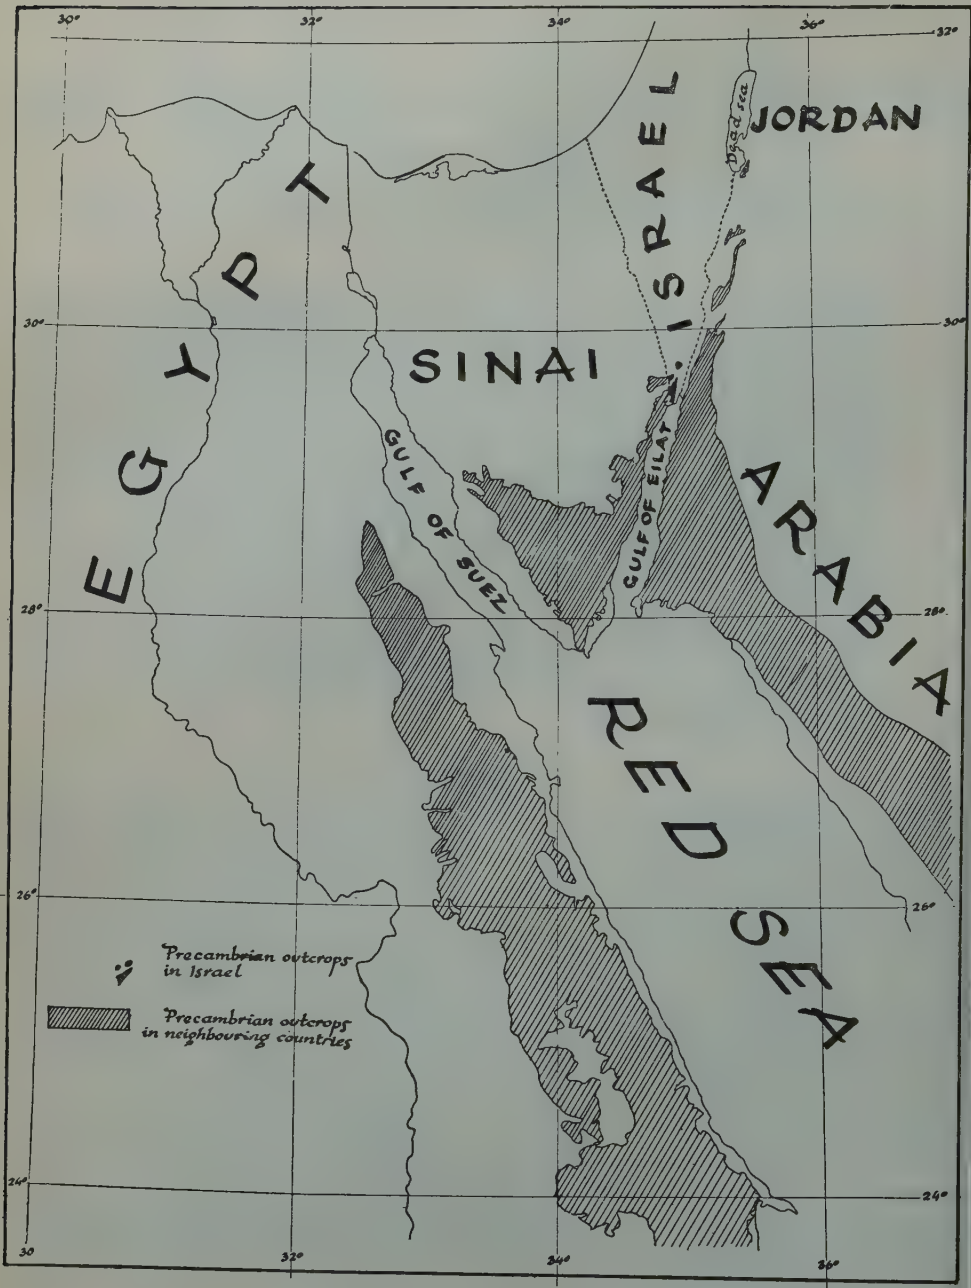 30° 32° 34° 36°
32°
ISRAEL
Dead sea
JORDAN
EGYPT
30° 30°
SINAI
GULF OF SUEZ
GULF OF EILAT
ARABIA
28° 28°
RED SEA
26° 26°
Precambrian outcrops
in Israel
Precambrian outcrops
in neighbouring countries
24° 24°
30 32° 34° 36°